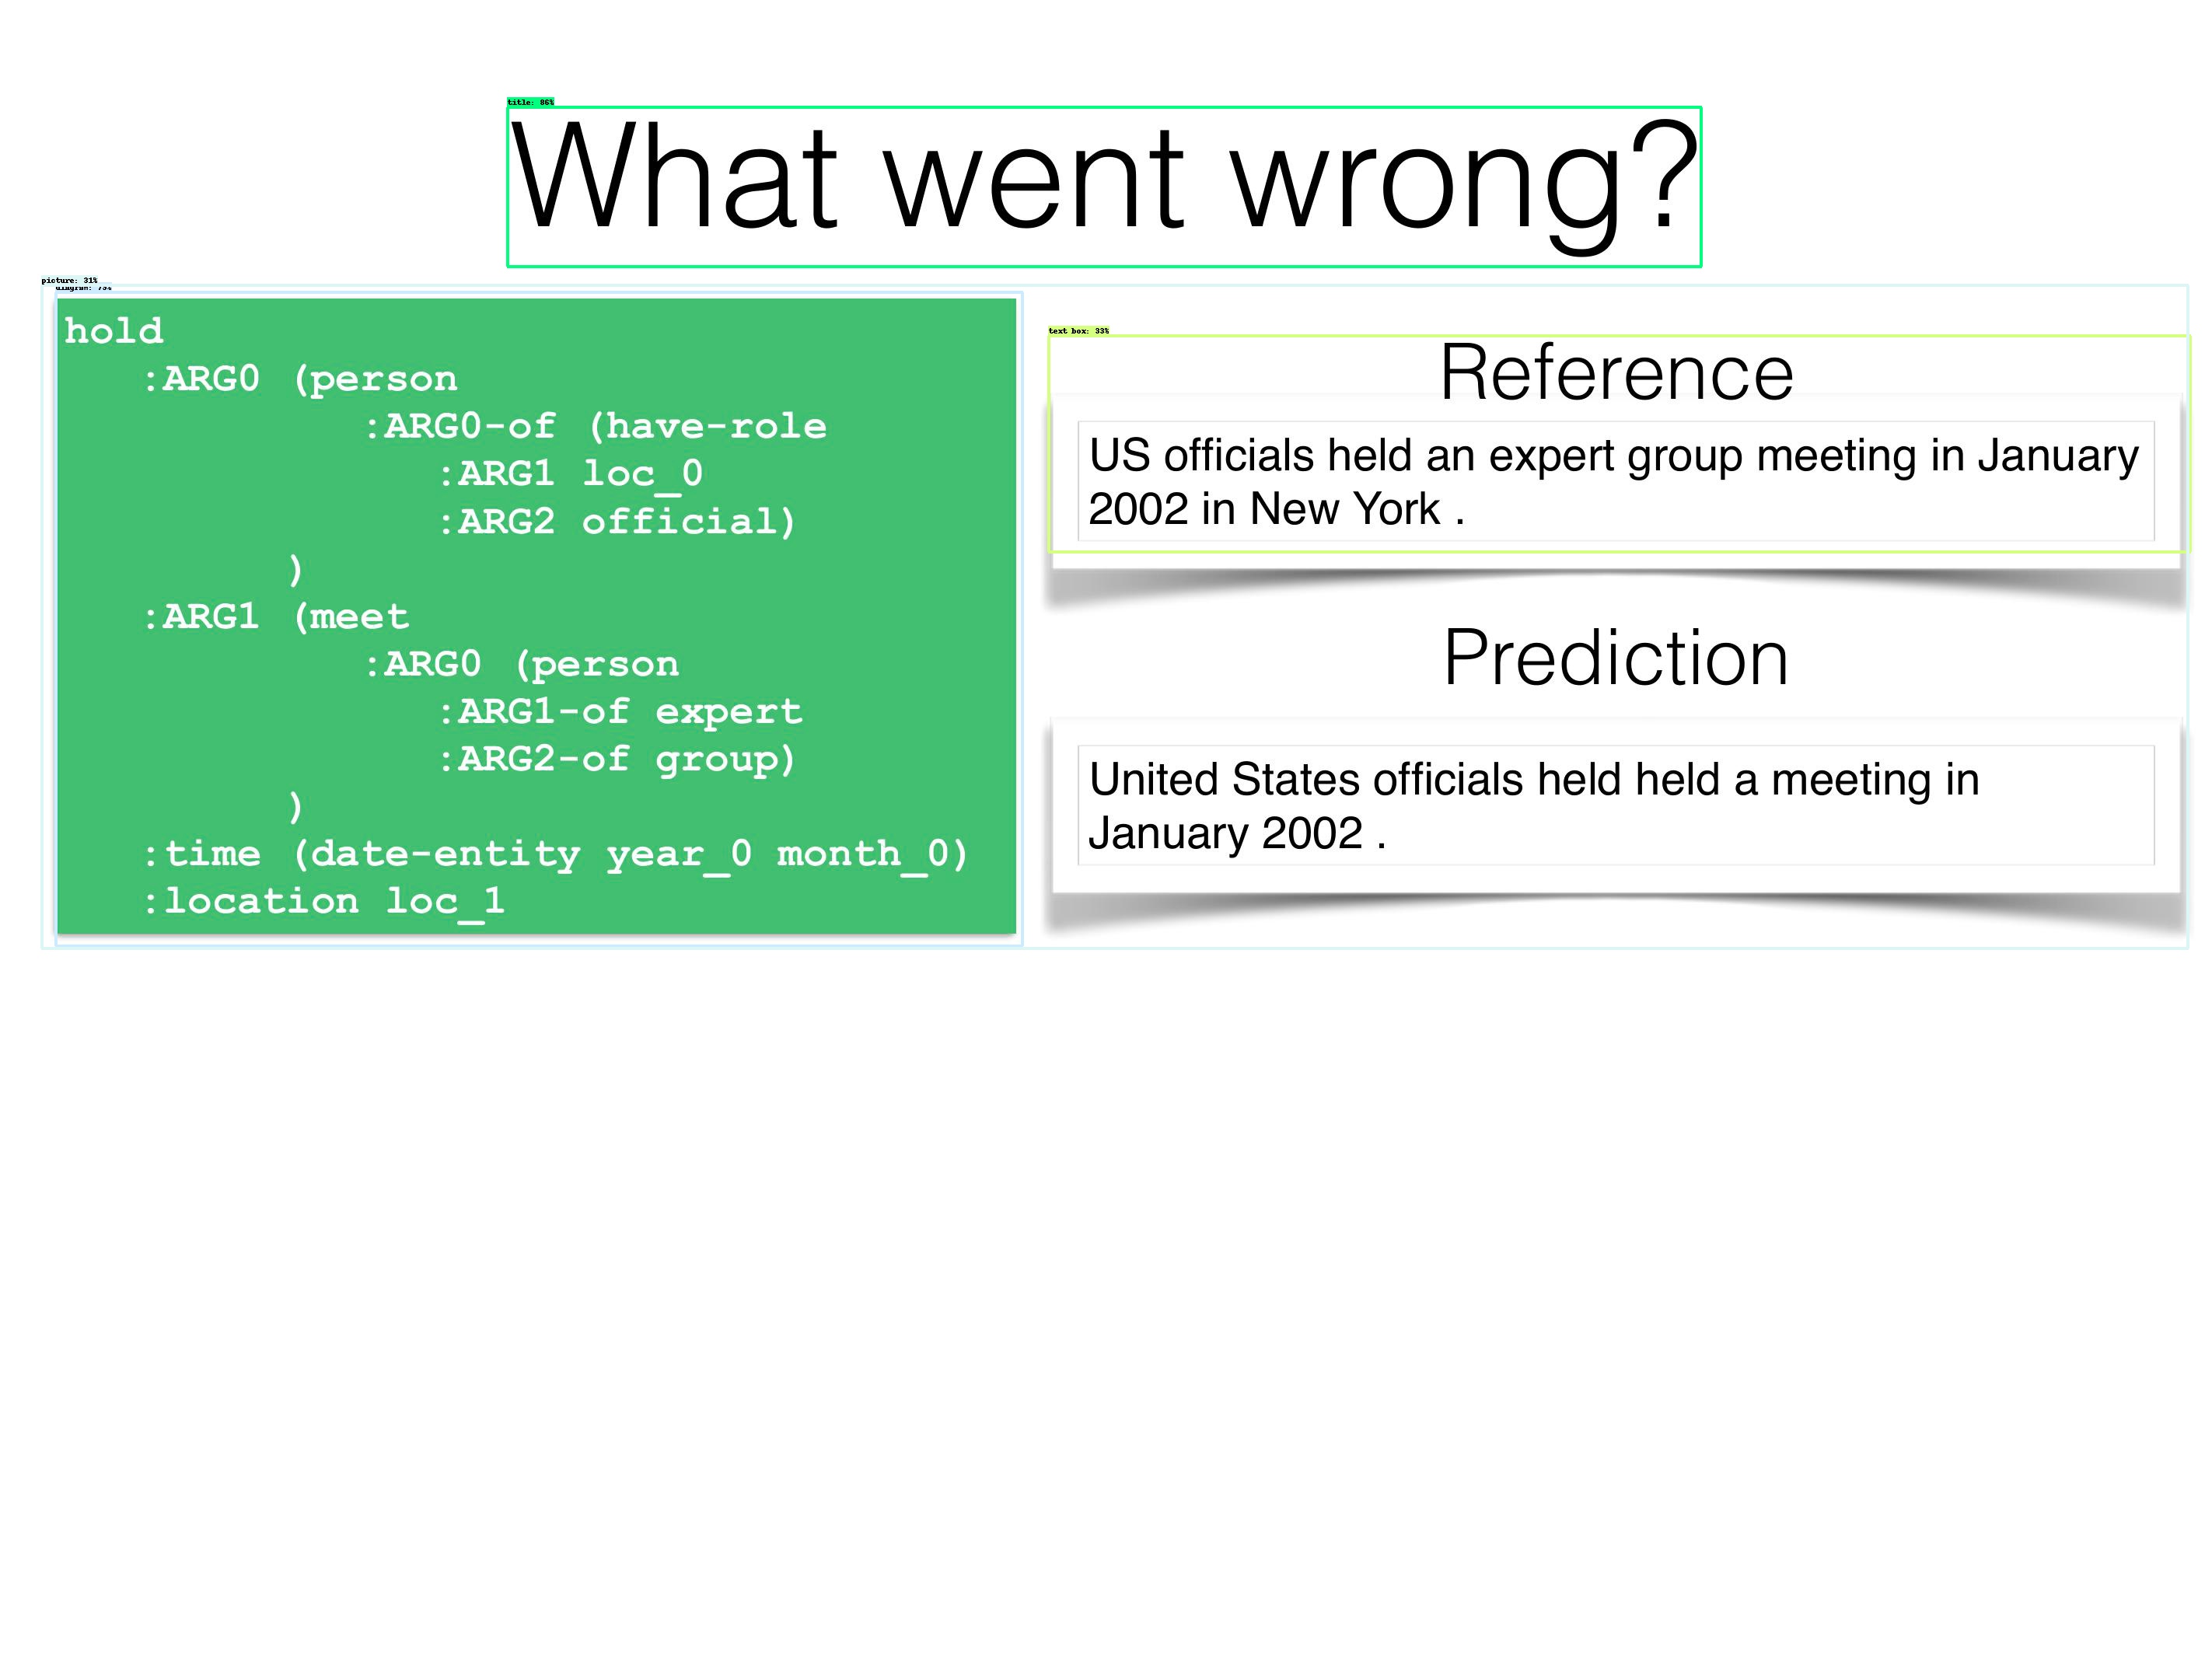 title: 86%
What went wrong?
picture: 31%
diagram: 75%
hold
:ARG0 (person
:ARG0-of (have-role
:ARG1 loc_0
:ARG2 official)
)
:ARG1 (meet
:ARG0 (person
:ARG1-of expert
:ARG2-of group)
)
:time (date-entity year_0 month_0)
:location loc_1
text box: 33%
Reference
US officials held an expert group meeting in January
2002 in New York .
Prediction
United States officials held held a meeting in
January 2002 .